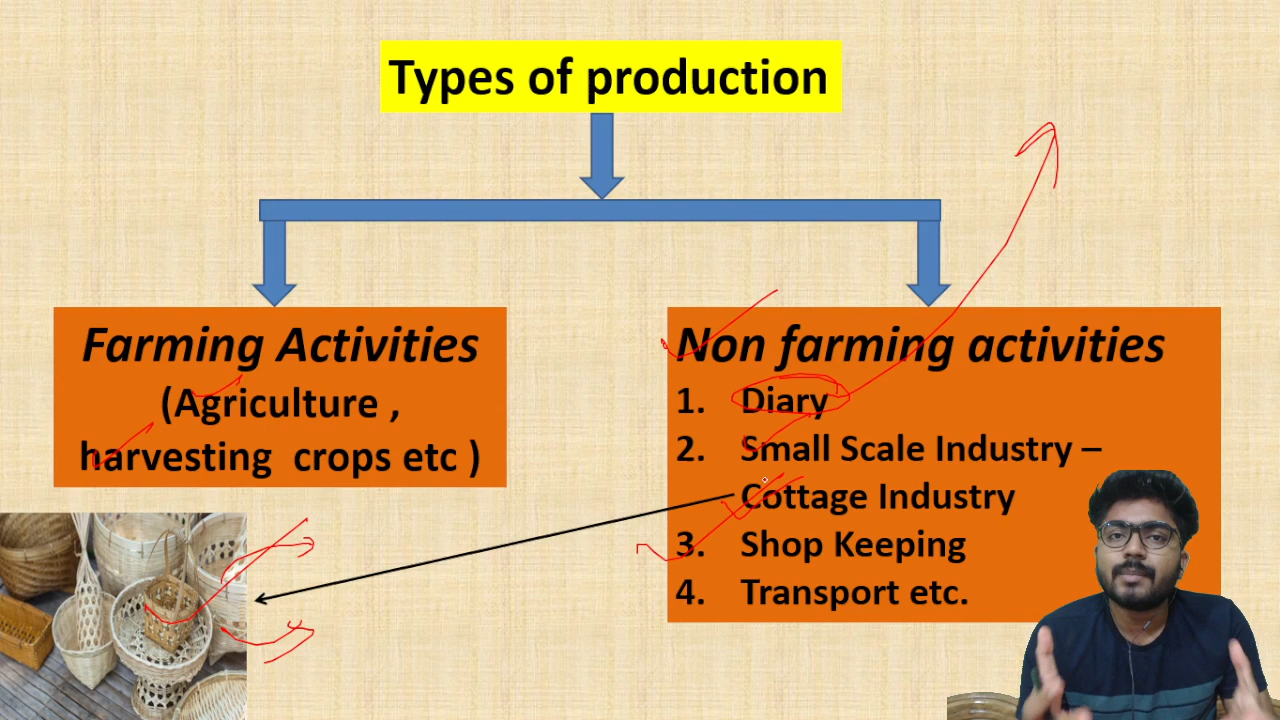 Types of production
Farming Activities
(Agriculture ,
harvesting crops etc )
Non farming activities
1. Diary
2. Small Scale Industry –
Cottage Industry
3. Shop Keeping
4. Transport etc.